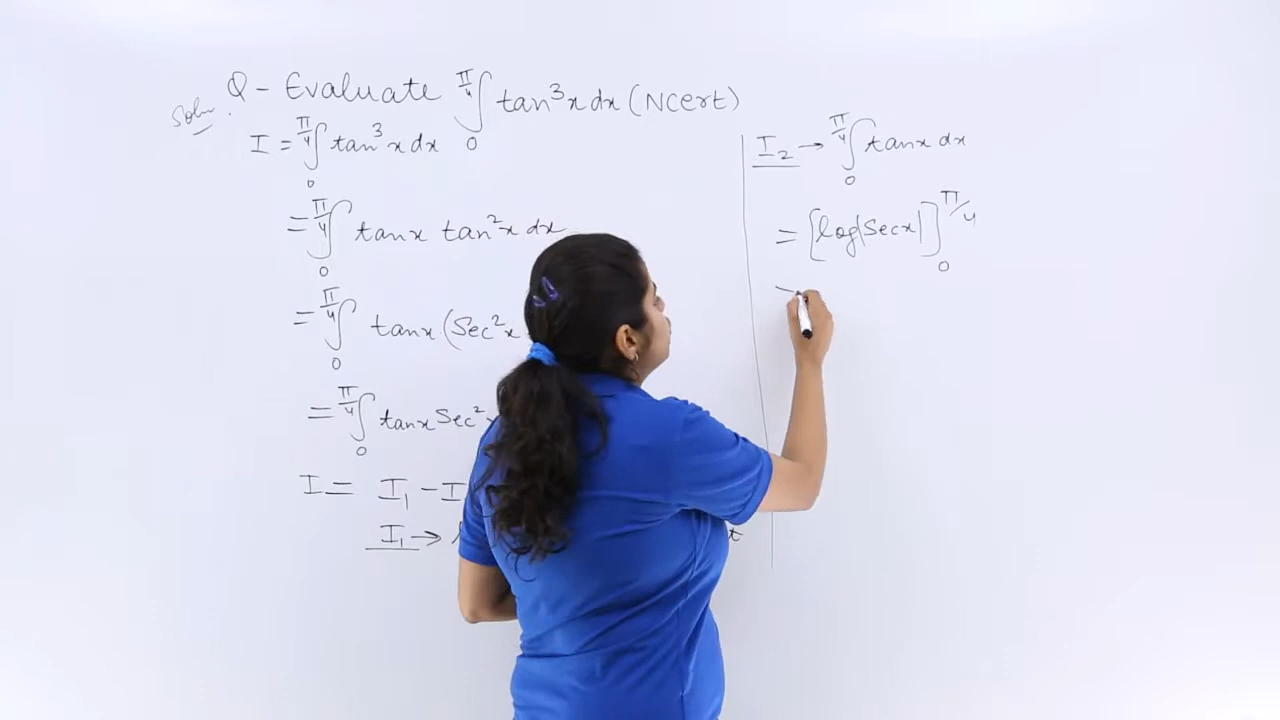 Q - Evaluate π/4∫0 tan³x dx (NCert)
Soln.
I = π/4∫0 tan³x dx
= π/4∫0 tanx tan²x dx
= π/4∫0 tanx (Sec²x
= π/4∫0 tanx Sec²
I = I₁ - I
I₁ →
t
I₂ → π/4∫0 tanx dx
= [log|Secx|]0^π/4